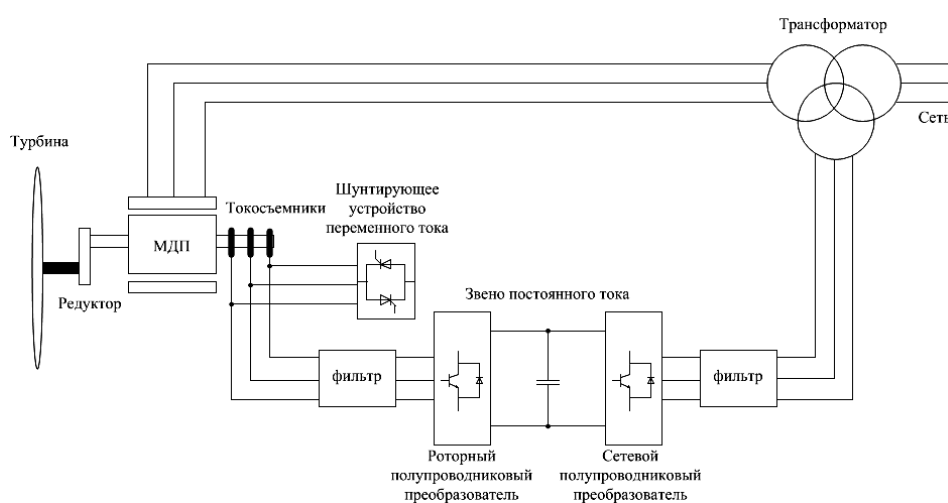 Трансформатор
Сеть
Турбина
Шунтирующее
устройство
переменного тока
Токосъемники
МДП
Редуктор
Звено постоянного тока
фильтр
фильтр
Роторный
полупроводниковый
преобразователь
Сетевой
полупроводниковый
преобразователь